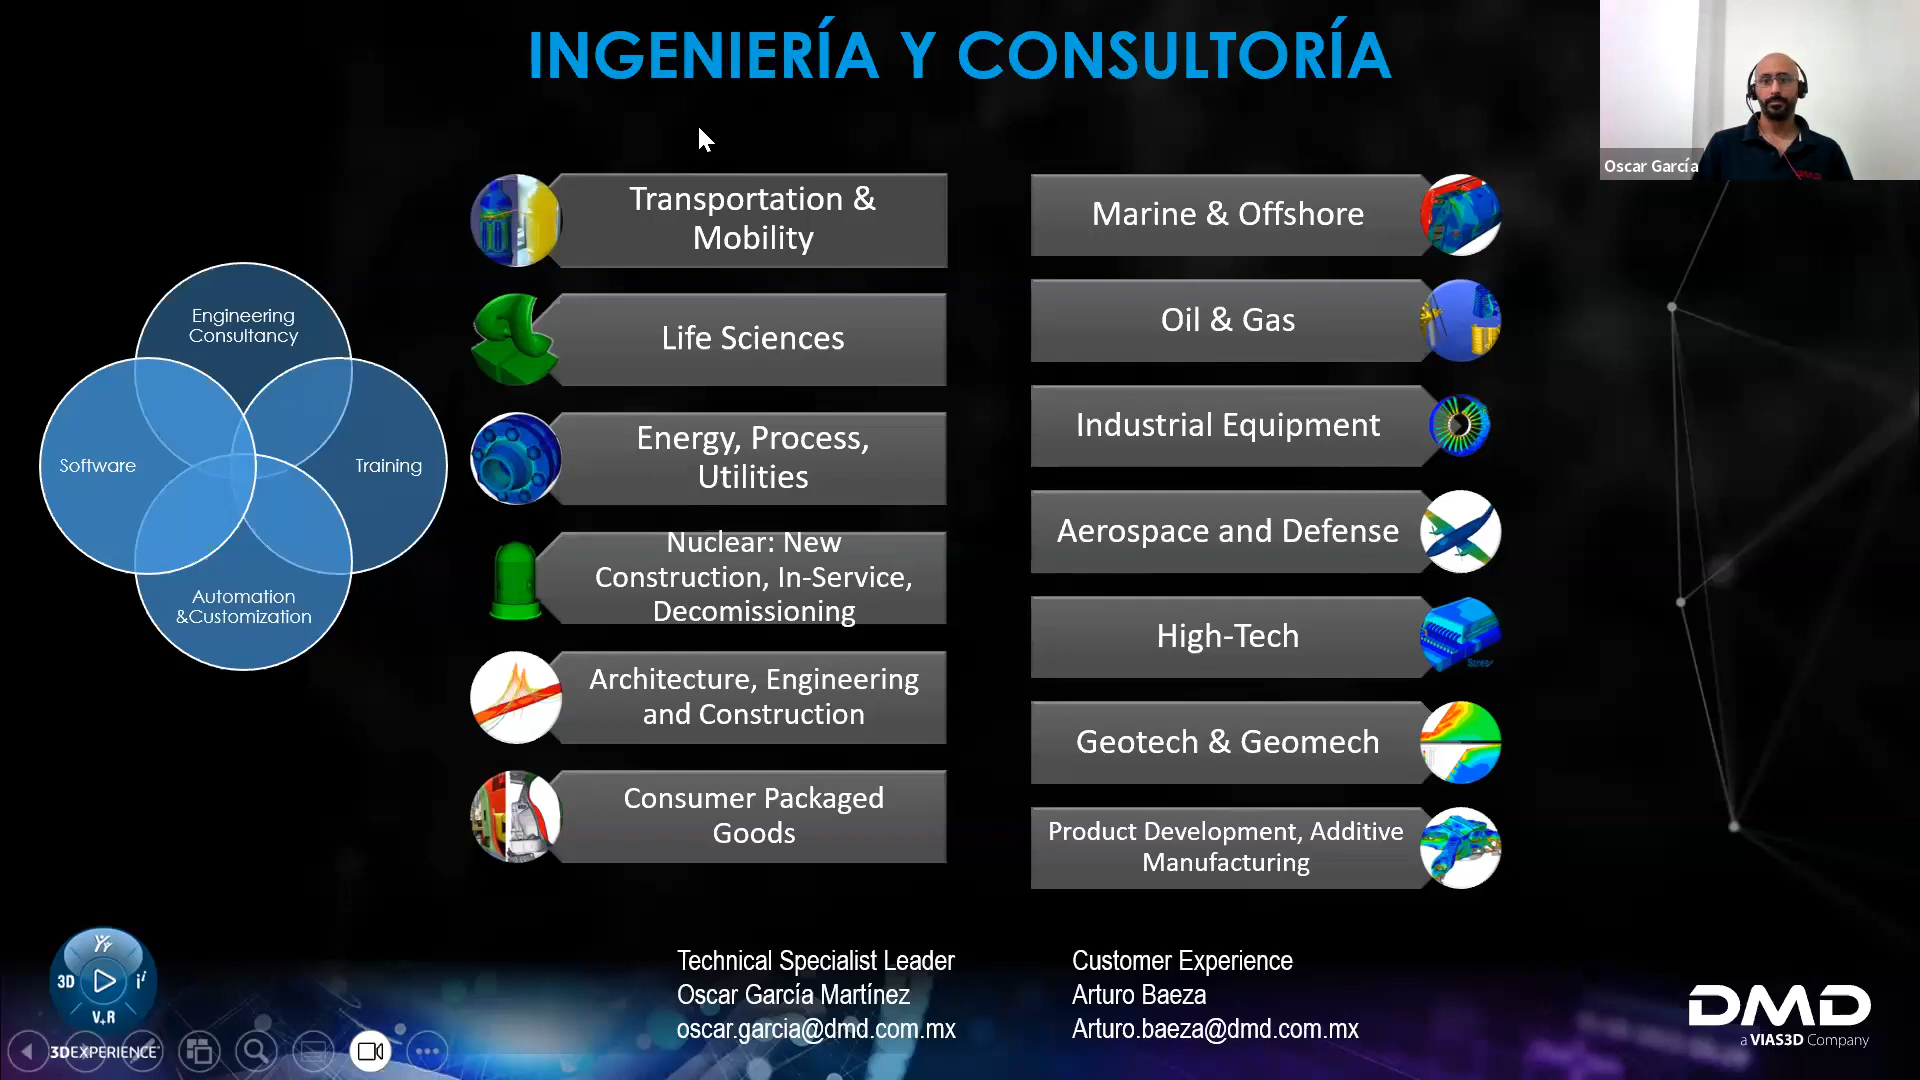 INGENIERÍA Y CONSULTORÍA
Oscar García
Engineering
Consultancy
Software
Training
Automation
&Customization
Transportation &
Mobility
Life Sciences
Energy, Process,
Utilities
Nuclear: New
Construction, In-Service,
Decomissioning
Architecture, Engineering
and Construction
Consumer Packaged
Goods
Marine & Offshore
Oil & Gas
Industrial Equipment
Aerospace and Defense
High-Tech
Geotech & Geomech
Product Development, Additive
Manufacturing
Technical Specialist Leader
Oscar García Martínez
oscar.garcia@dmd.com.mx
Customer Experience
Arturo Baeza
Arturo.baeza@dmd.com.mx
3D
V+R
3DEXPERIENCE
DMD
a VIAS3D Company